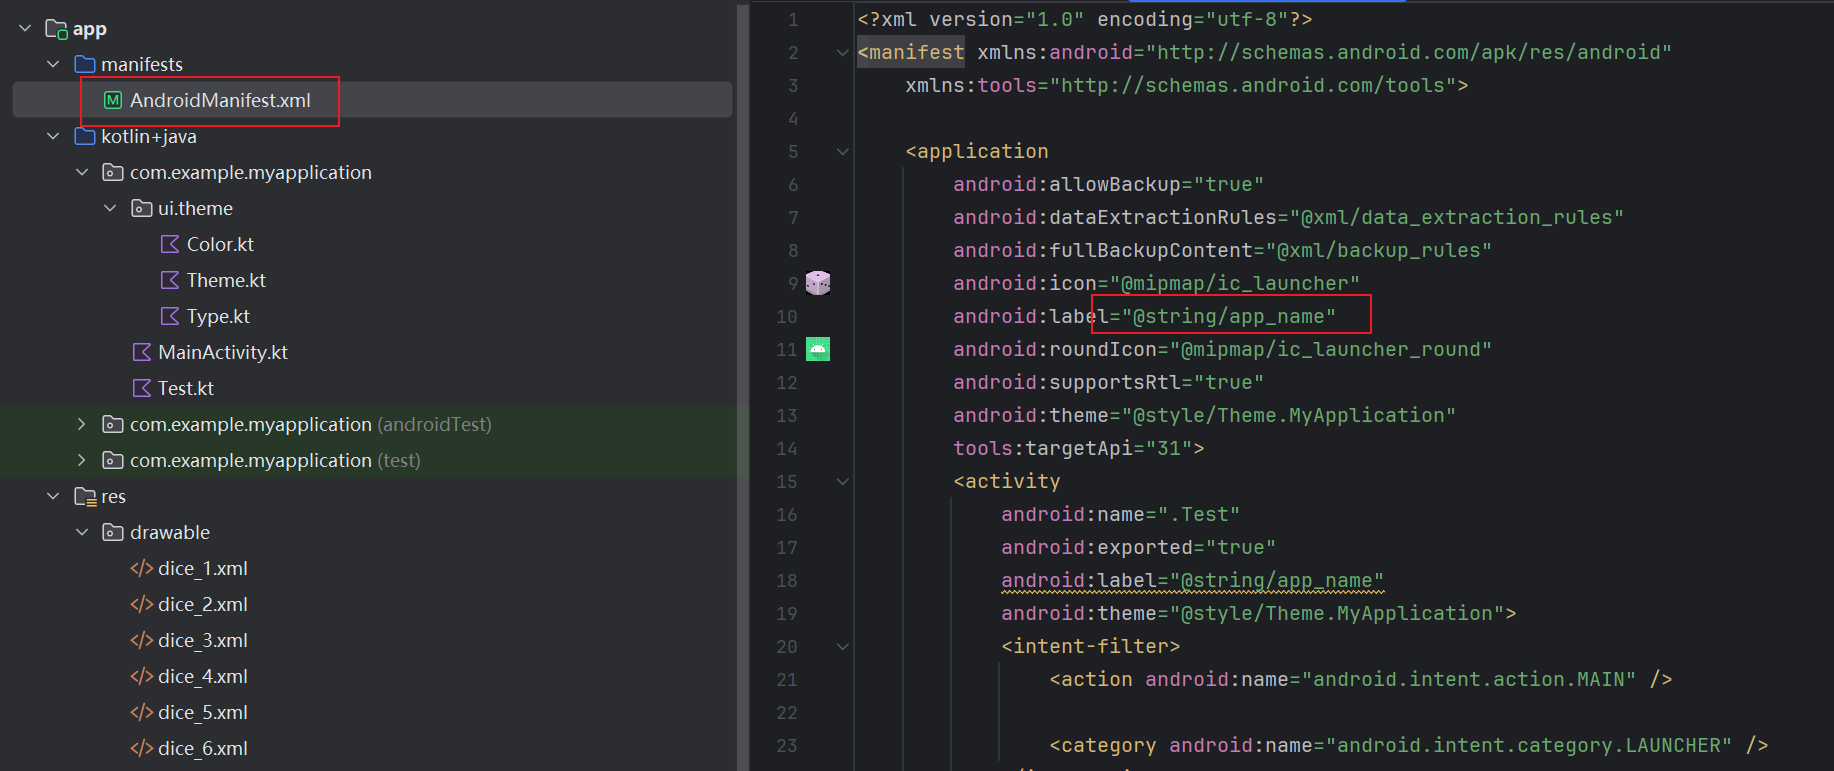 app
manifests
AndroidManifest.xml
kotlin+java
com.example.myapplication
ui.theme
Color.kt
Theme.kt
Type.kt
MainActivity.kt
Test.kt
com.example.myapplication (androidTest)
com.example.myapplication (test)
res
drawable
dice_1.xml
dice_2.xml
dice_3.xml
dice_4.xml
dice_5.xml
dice_6.xml
1 <?xml version="1.0" encoding="utf-8"?>
2 <manifest xmlns:android="http://schemas.android.com/apk/res/android"
3 xmlns:tools="http://schemas.android.com/tools">
4
5 <application
6 android:allowBackup="true"
7 android:dataExtractionRules="@xml/data_extraction_rules"
8 android:fullBackupContent="@xml/backup_rules"
9 android:icon="@mipmap/ic_launcher"
10 android:label="@string/app_name"
11 android:roundIcon="@mipmap/ic_launcher_round"
12 android:supportsRtl="true"
13 android:theme="@style/Theme.MyApplication"
14 tools:targetApi="31">
15 <activity
16 android:name=".Test"
17 android:exported="true"
18 android:label="@string/app_name"
19 android:theme="@style/Theme.MyApplication">
20 <intent-filter>
21 <action android:name="android.intent.action.MAIN" />
22
23 <category android:name="android.intent.category.LAUNCHER" />